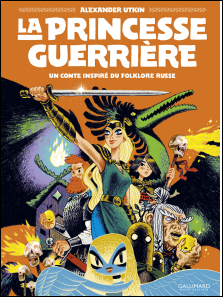 ALEXANDER UTKIN
LA PRINCESSE
GUERRIÈRE
UN CONTE INSPIRÉ DU FOLKLORE RUSSE
GALLIMARD